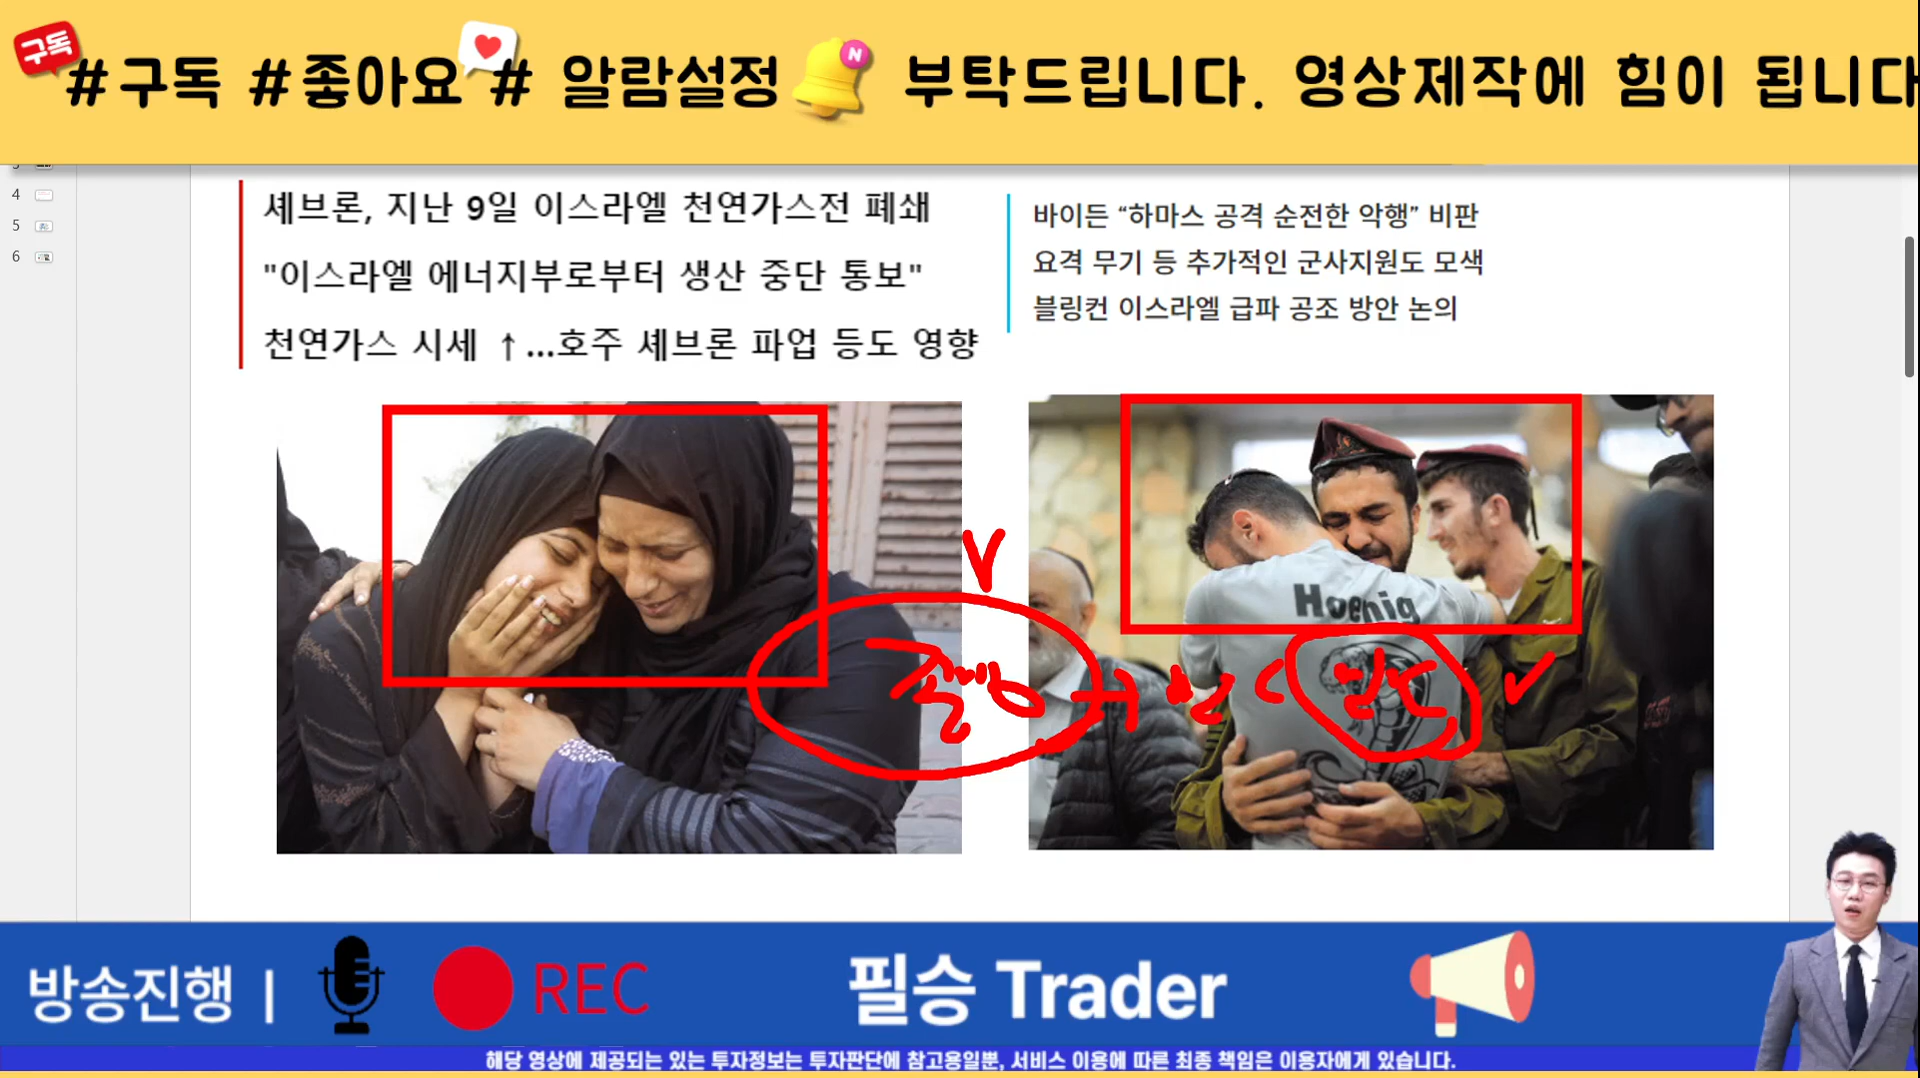 구독
#구독 #좋아요 # 알람설정 N 부탁드립니다. 영상제작에 힘이 됩니다
셰브론, 지난 9일 이스라엘 천연가스전 폐쇄
"이스라엘 에너지부로부터 생산 중단 통보"
천연가스 시세 ↑...호주 셰브론 파업 등도 영향
바이든 “하마스 공격 순전한 악행” 비판
요격 무기 등 추가적인 군사지원도 모색
블링컨 이스라엘 급파 공조 방안 논의
4
5
6
Hoenig
방송진행 |
REC
필승 Trader
해당 영상에 제공되는 있는 투자정보는 투자판단에 참고용일뿐, 서비스 이용에 따른 최종 책임은 이용자에게 있습니다.